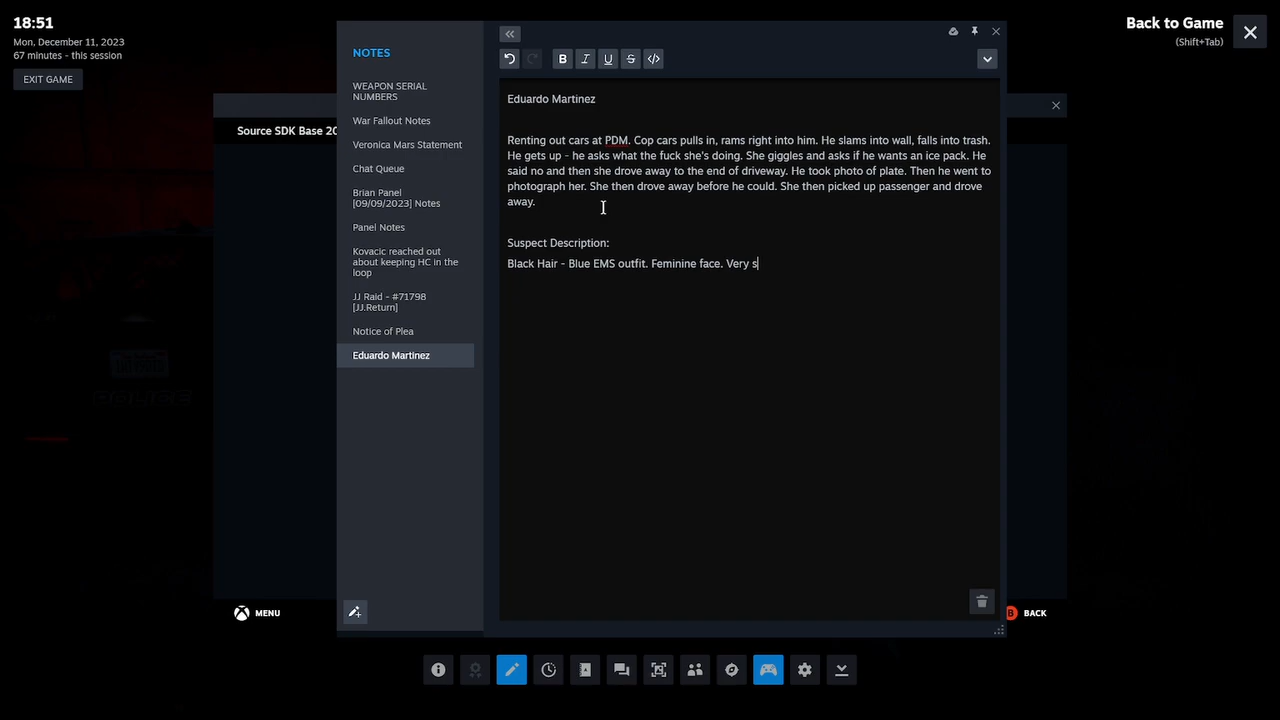 18:51
Mon, December 11, 2023
67 minutes - this session
EXIT GAME
Back to Game
(Shift+Tab)
Source SDK Base 20
NOTES
WEAPON SERIAL
NUMBERS
War Fallout Notes
Veronica Mars Statement
Chat Queue
Brian Panel
[09/09/2023] Notes
Panel Notes
Kovacic reached out
about keeping HC in the
loop
JJ Raid - #71798
[JJ.Return]
Notice of Plea
Eduardo Martinez
B I U S </>
Eduardo Martinez
Renting out cars at PDM. Cop cars pulls in, rams right into him. He slams into wall, falls into trash.
He gets up - he asks what the fuck she's doing. She giggles and asks if he wants an ice pack. He
said no and then she drove away to the end of driveway. He took photo of plate. Then he went to
photograph her. She then drove away before he could. She then picked up passenger and drove
away.
Suspect Description:
Black Hair - Blue EMS outfit. Feminine face. Very s
MENU
B BACK
POLICE